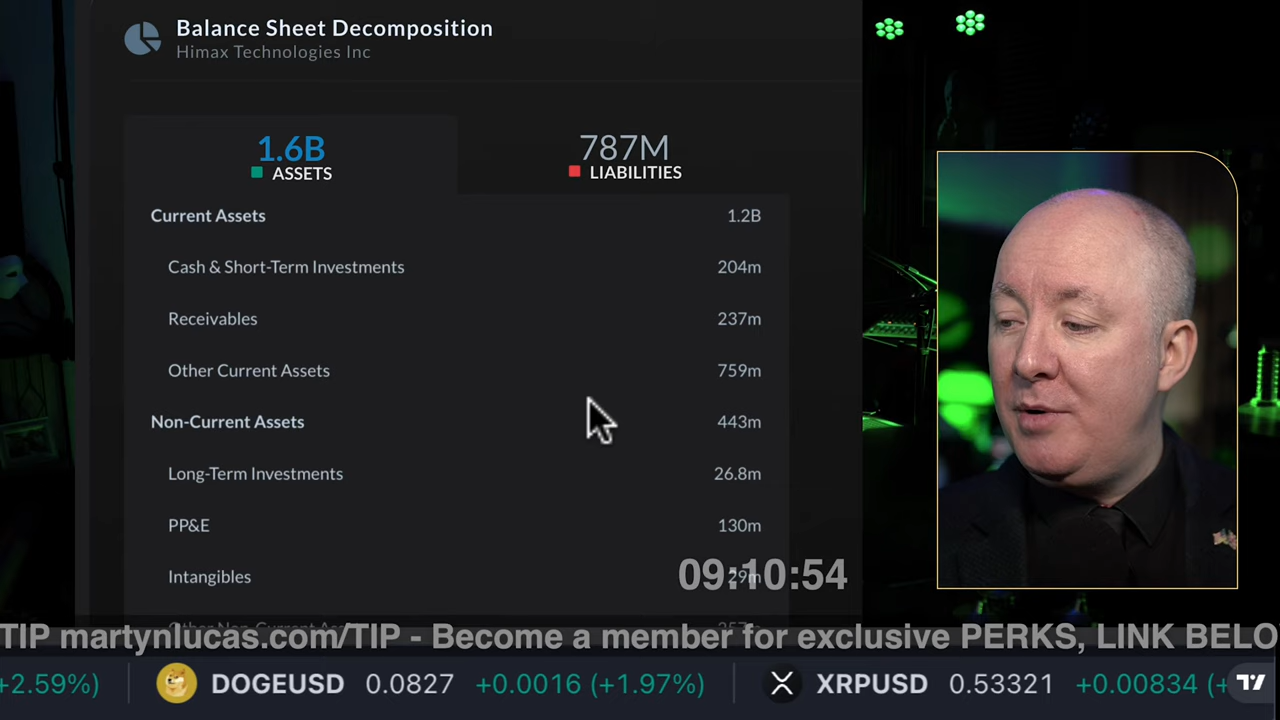 Balance Sheet Decomposition
Himax Technologies Inc
1.6B
ASSETS
787M
LIABILITIES
Current Assets 1.2B
Cash & Short-Term Investments 204m
Receivables 237m
Other Current Assets 759m
Non-Current Assets 443m
Long-Term Investments 26.8m
PP&E 130m
Intangibles
09:10:54
TIP martynlucas.com/TIP - Become a member for exclusive PERKS, LINK BELO
+2.59%) DOGEUSD 0.0827 +0.0016 (+1.97%) XRPUSD 0.53321 +0.00834 (+